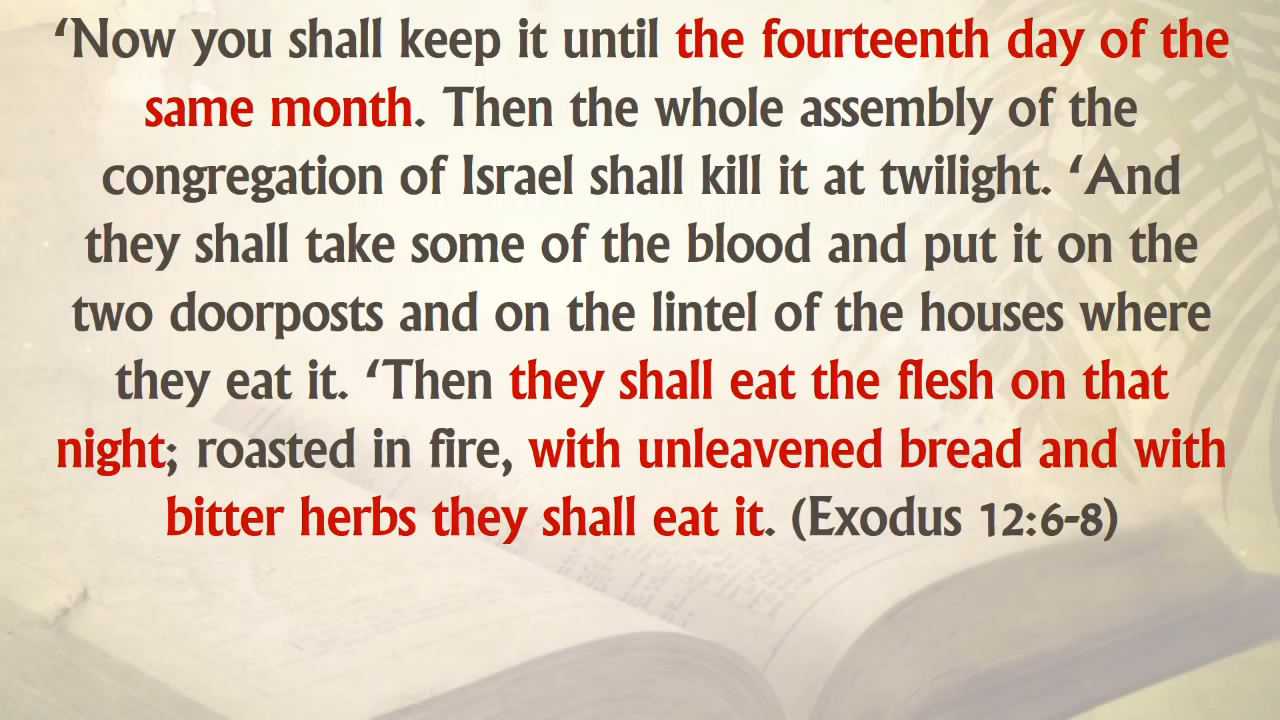 ‘Now you shall keep it until the fourteenth day of the
same month. Then the whole assembly of the
congregation of Israel shall kill it at twilight. ‘And
they shall take some of the blood and put it on the
two doorposts and on the lintel of the houses where
they eat it. ‘Then they shall eat the flesh on that
night; roasted in fire, with unleavened bread and with
bitter herbs they shall eat it. (Exodus 12:6-8)